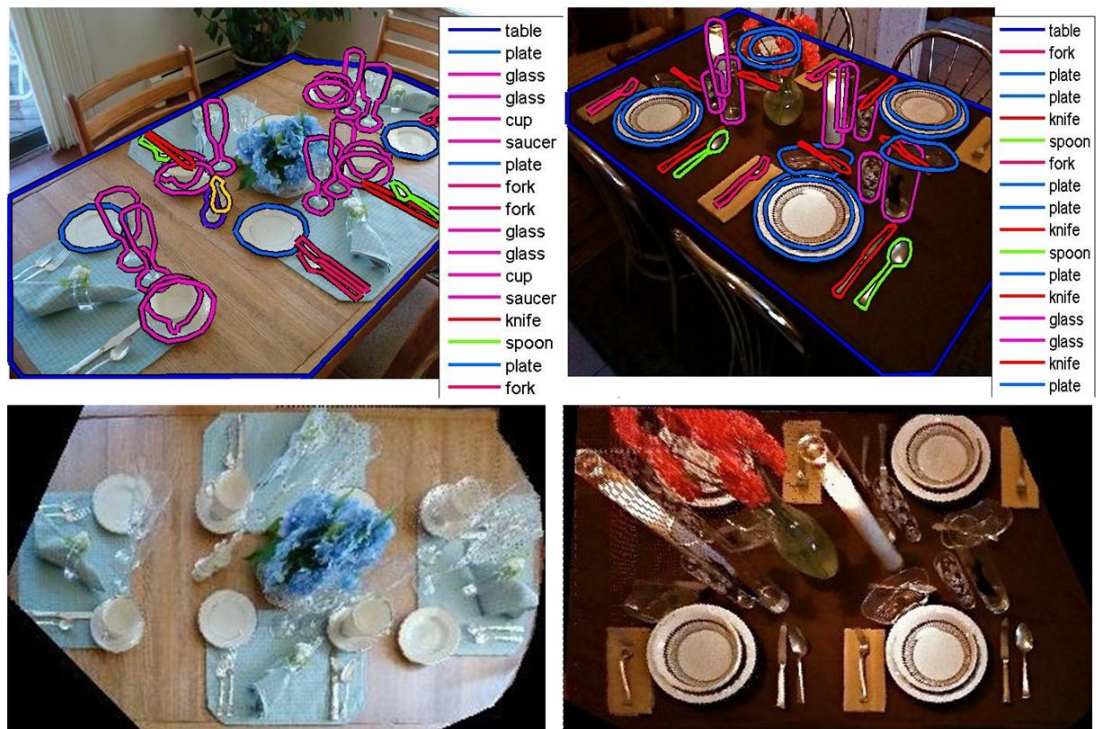 table
plate
glass
glass
cup
saucer
plate
fork
fork
glass
glass
cup
saucer
knife
spoon
plate
fork
table
fork
plate
plate
knife
spoon
fork
plate
plate
knife
spoon
plate
knife
glass
glass
knife
plate